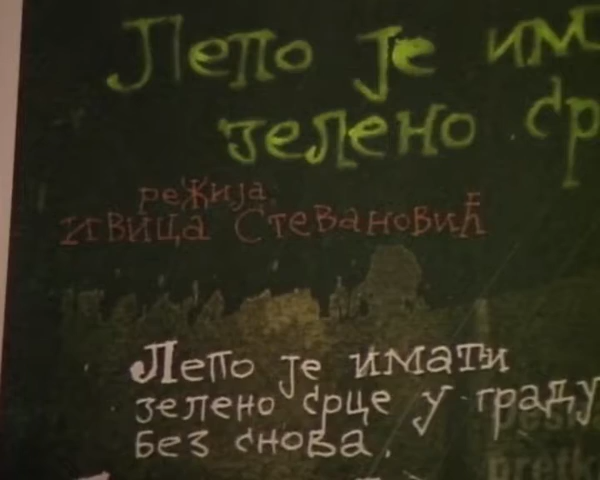 Лепо је им
зелено ср
режија
Ивица Стевановић
Лепо је имати
зелено срце у граду
без снова.